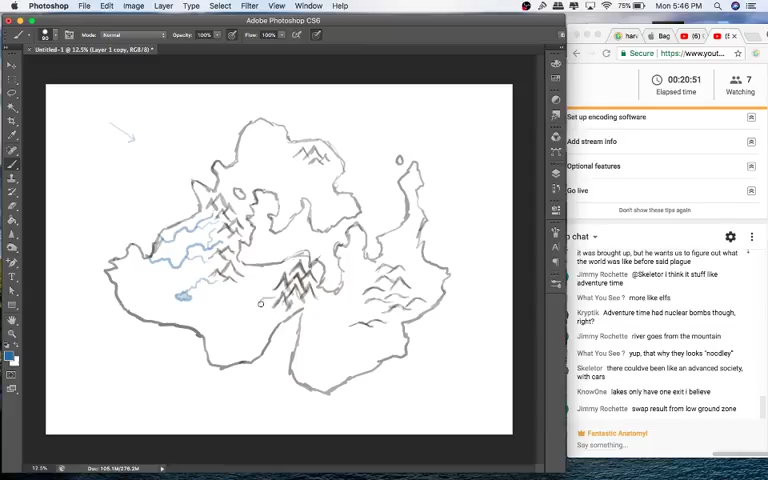 Photoshop File Edit Image Layer Type Select Filter View Window Help 75% Mon 5:46 PM
Adobe Photoshop CS6
90 Mode: Normal Opacity: 100% Flow: 100%
Untitled-1 @ 12.5% (Layer 1 copy, RGB/8) *
12.5% Doc: 105.1M/276.2M
Secure https://www.yout...
00:20:51 7
Elapsed time Watching
Set up encoding software
Add stream info
Optional features
Go live
Don't show these tips again
p chat
it was brought up, but he wants us to figure out what
the world was like before said plague
Jimmy Rochette @Skeletor I think it stuff like
adventure time
What You See ? more like elfs
Kryptik Adventure time had nuclear bombs though,
right?
Jimmy Rochette river goes from the mountain
What You See ? yup, that why they looks "noodley"
Skeletor there couldve been like an advanced society,
with cars
KnowOne lakes only have one exit i believe
Jimmy Rochette swap result from low ground zone
Fantastic Anatomy!
Say something...